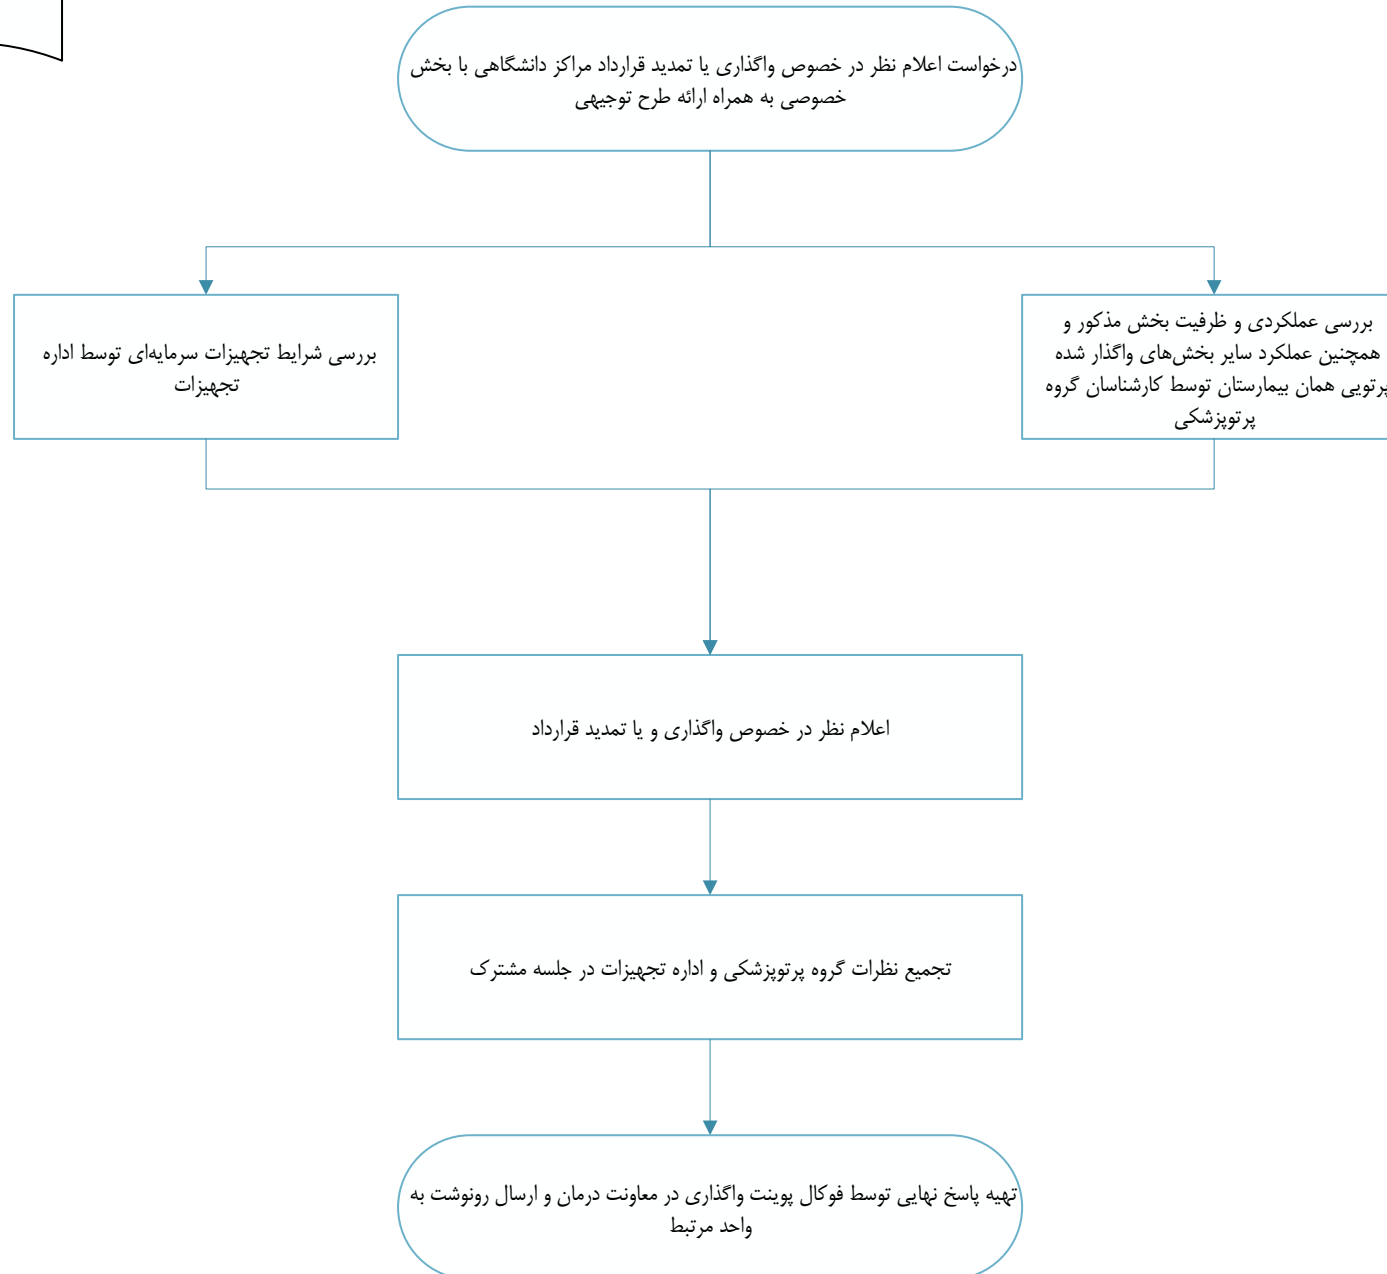 درخواست اعلام نظر در خصوص واگذاری یا تمدید قرارداد مراکز دانشگاهی با بخش
خصوصی به همراه ارائه طرح توجیهی
بررسی عملکردی و ظرفیت بخش مذکور و
همچنین عملکرد سایر بخش‌های واگذار شده
پرتویی همان بیمارستان توسط کارشناسان گروه
پرتوپزشکی
بررسی شرایط تجهیزات سرمایه‌ای توسط اداره
تجهیزات
اعلام نظر در خصوص واگذاری و یا تمدید قرارداد
تجمیع نظرات گروه پرتوپزشکی و اداره تجهیزات در جلسه مشترک
تهیه پاسخ نهایی توسط فوکال پوینت واگذاری در معاونت درمان و ارسال رونوشت به
واحد مرتبط